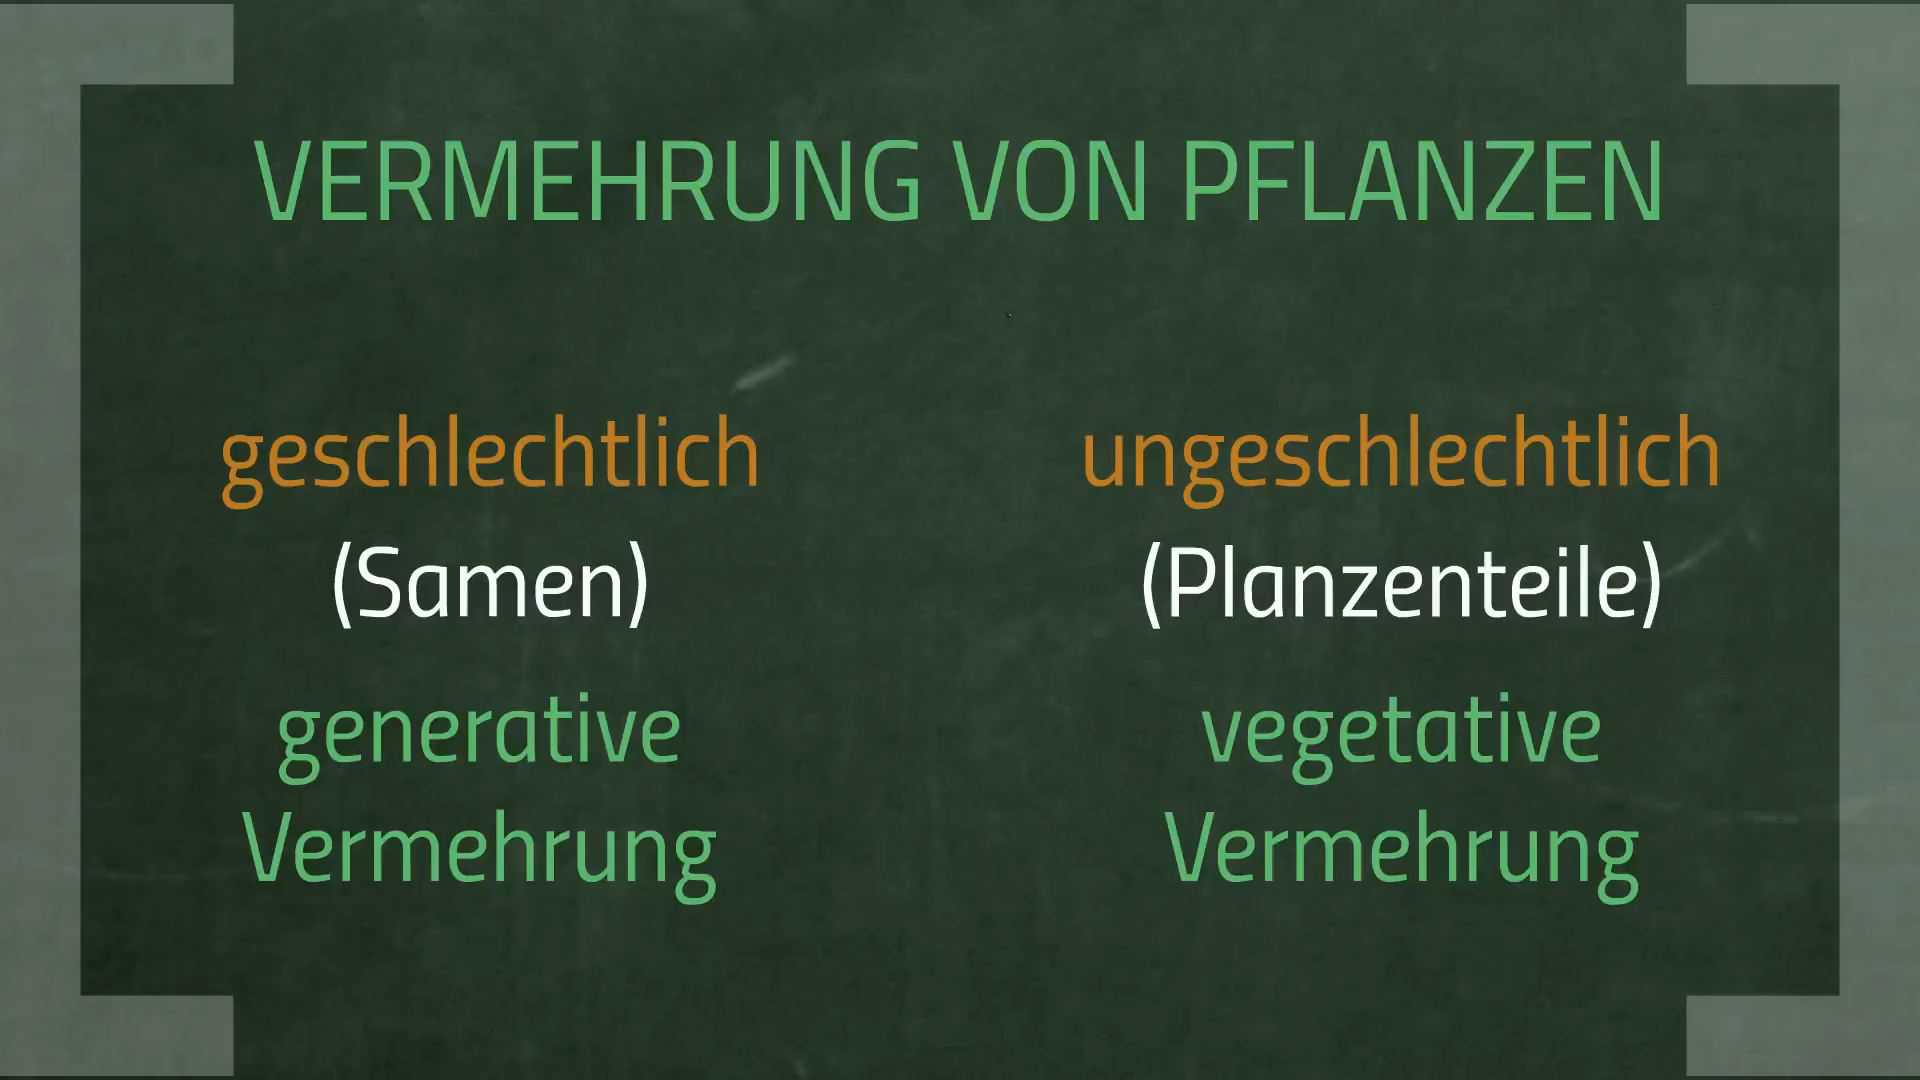 VERMEHRUNG VON PFLANZEN
geschlechtlich
(Samen)
generative
Vermehrung
ungeschlechtlich
(Planzenteile)
vegetative
Vermehrung